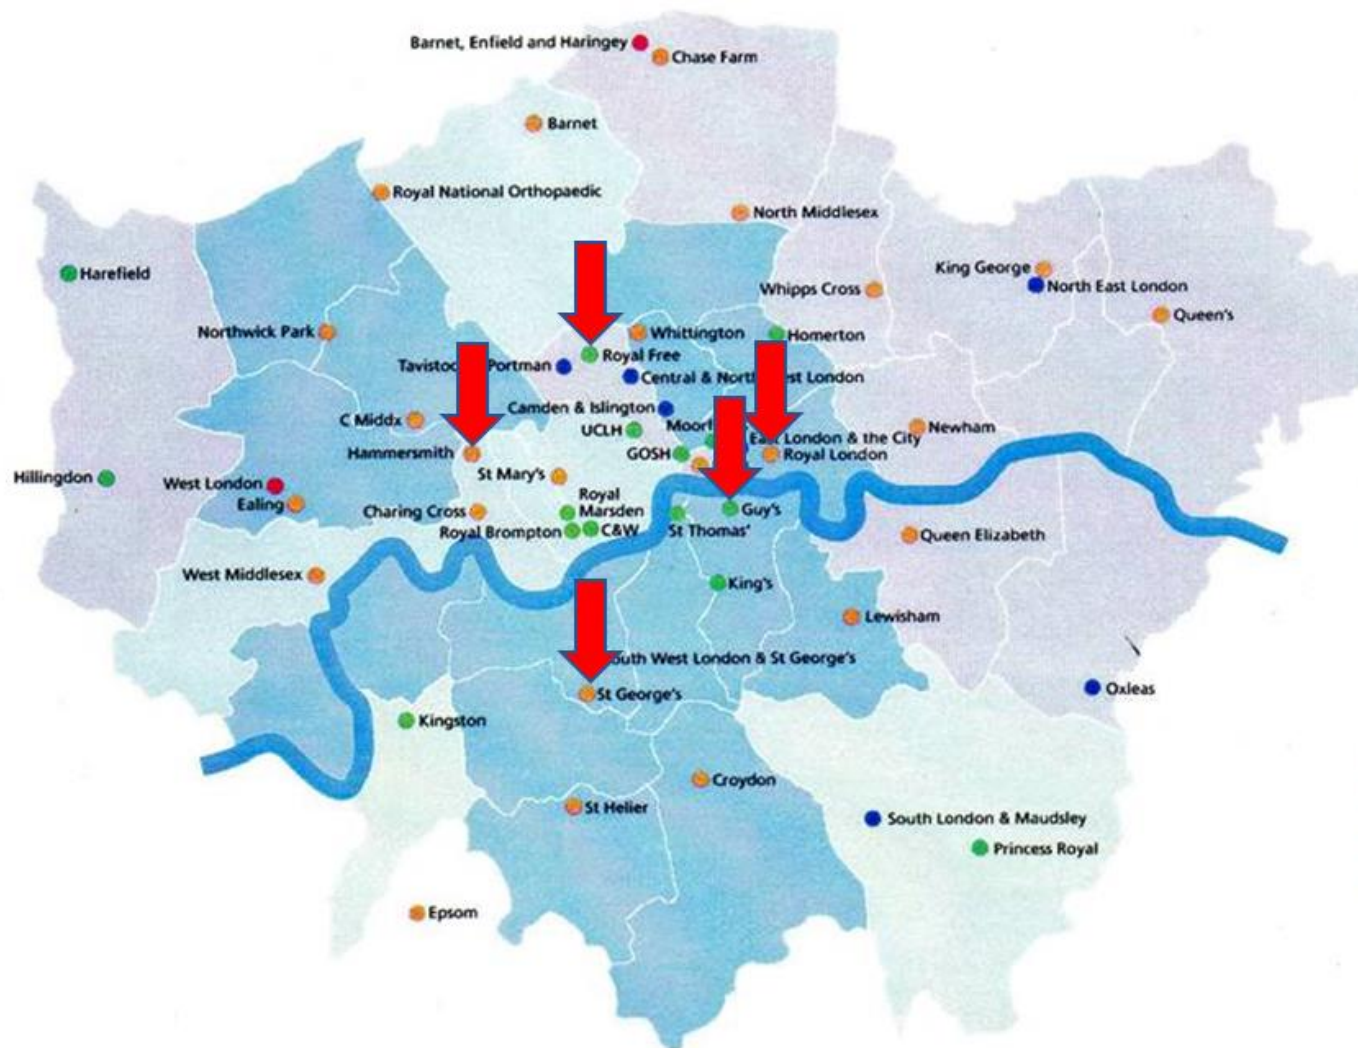 Barnet, Enfield and Haringey
Chase Farm
Barnet
Royal National Orthopaedic
North Middlesex
Harefield
King George
North East London
Whipps Cross
Queen's
Northwick Park
Whittington
Homerton
Royal Free
Portman
Central &
London
Camden & Islington
C Middx
UCLH
Newham
London & the City
Hammersmith
GOSH
Royal London
St Mary's
Hillingdon
West London
Ealing
Royal
Marsden
Charing Cross
Guy's
Royal Brompton
C&W
St Thomas'
Queen Elizabeth
West Middlesex
King's
Lewisham
West London & St George's
St George's
Oxleas
Kingston
Croydon
St Helier
South London & Maudsley
Princess Royal
Epsom